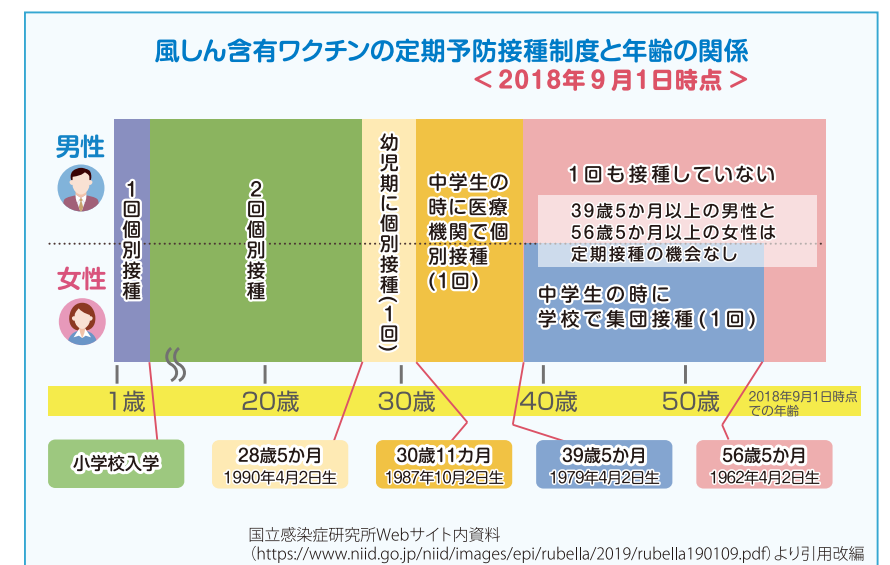 風しん含有ワクチンの定期予防接種制度と年齢の関係
＜2018年9月1日時点＞
男性
女性
1回個別接種
2回個別接種
幼児期に個別接種(1回)
中学生の
時に医療
機関で個
別接種
(1回)
1回も接種していない
39歳5か月以上の男性と
56歳5か月以上の女性は
定期接種の機会なし
中学生の時に
学校で集団接種(1回)
1歳
20歳
30歳
40歳
50歳
2018年9月1日時点
での年齢
小学校入学
28歳5か月
1990年4月2日生
30歳11カ月
1987年10月2日生
39歳5か月
1979年4月2日生
56歳5か月
1962年4月2日生
国立感染症研究所Webサイト内資料
（https://www.niid.go.jp/niid/images/epi/rubella/2019/rubella190109.pdf）より引用改編